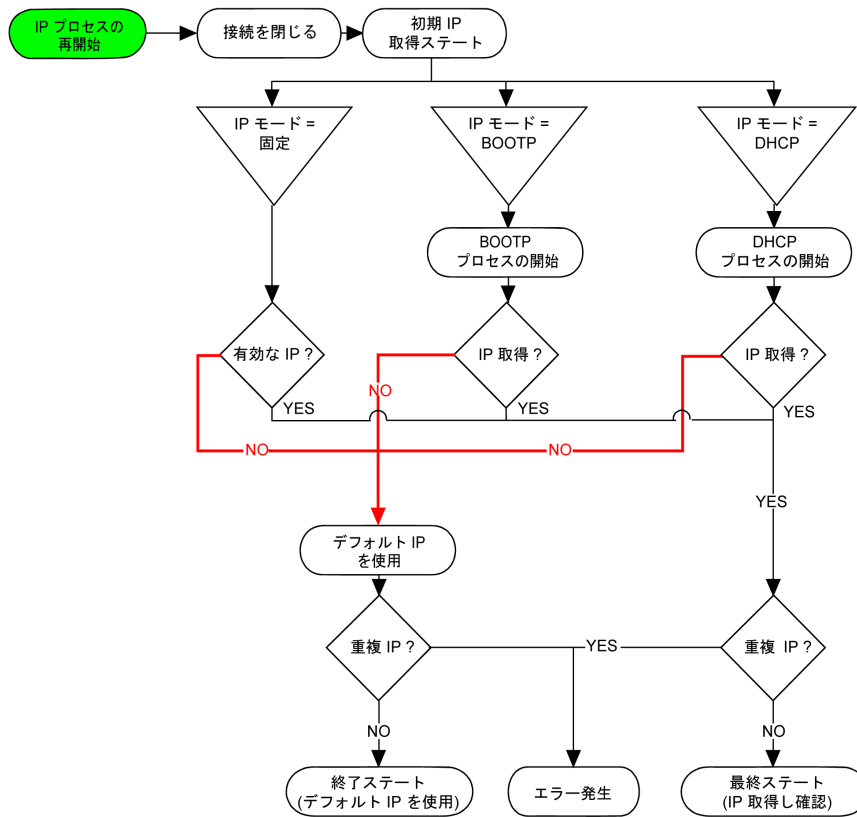 IP プロセスの
再開始
接続を閉じる
初期 IP
取得ステート
IP モード =
固定
IP モード =
BOOTP
IP モード =
DHCP
BOOTP
プロセスの開始
DHCP
プロセスの開始
有効な IP ?
IP 取得 ?
IP 取得 ?
NO
YES
YES
YES
NO
NO
YES
デフォルト IP
を使用
重複 IP ?
YES
重複 IP ?
NO
NO
終了ステート
(デフォルト IP を使用)
エラー発生
最終ステート
(IP 取得し確認)